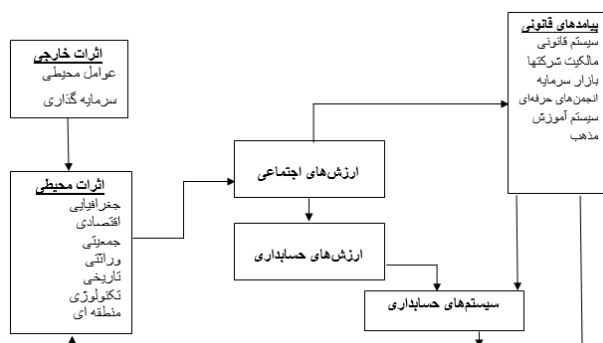 پیامدهای قانونی
سیستم قانونی
مالکیت شرکتها
بازار سرمایه
انجمن‌های حرفه‌ای
سیستم آموزش
مذهب
اثرات خارجی
عوامل محیطی
سرمایه گذاری
ارزش‌های اجتماعی
اثرات محیطی
جغرافیایی
اقتصادی
جمعیتی
وراثتی
تاریخی
تکنولوژی
منطقه ای
ارزش‌های حسابداری
سیستم‌های حسابداری